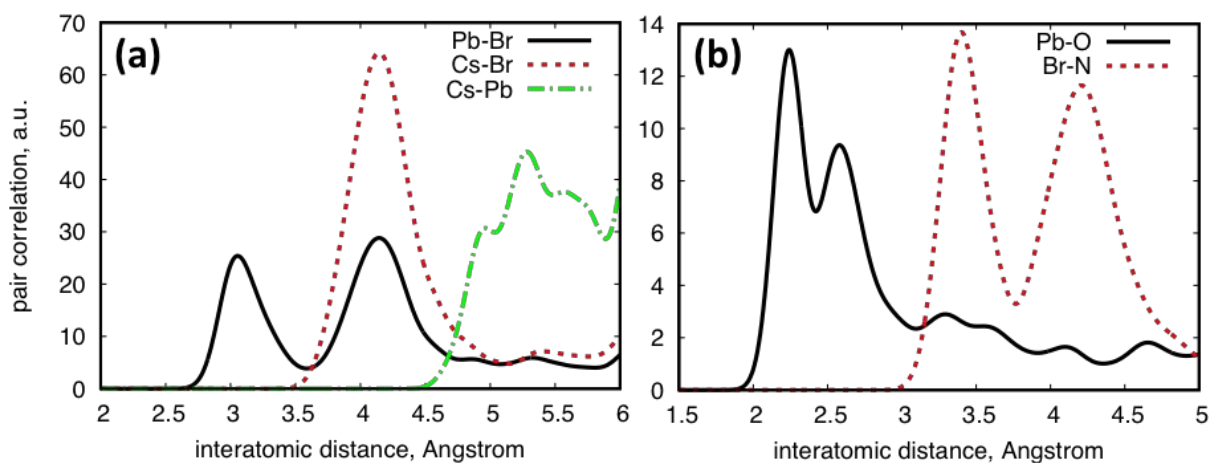 (a)
Pb-Br
Cs-Br
Cs-Pb
pair correlation, a.u.
70
60
50
40
30
20
10
0
2 2.5 3 3.5 4 4.5 5 5.5 6
interatomic distance, Angstrom
(b)
Pb-O
Br-N
14
12
10
8
6
4
2
0
1.5 2 2.5 3 3.5 4 4.5 5
interatomic distance, Angstrom